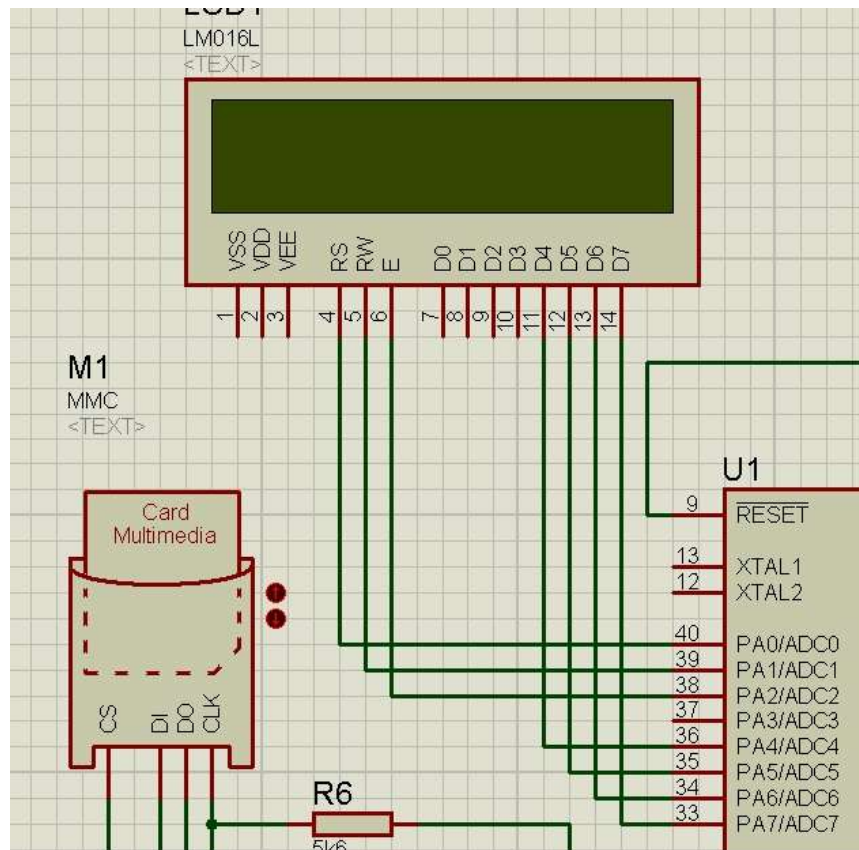 LCD1
LM016L
<TEXT>
VSS VDD VEE RS RW E D0 D1 D2 D3 D4 D5 D6 D7
1 2 3 4 5 6 7 8 9 10 11 12 13 14
M1
MMC
<TEXT>
Card
Multimedia
CS DI DO CLK
R6
5k6
U1
9 RESET
13 XTAL1
12 XTAL2
40 PA0/ADC0
39 PA1/ADC1
38 PA2/ADC2
37 PA3/ADC3
36 PA4/ADC4
35 PA5/ADC5
34 PA6/ADC6
33 PA7/ADC7